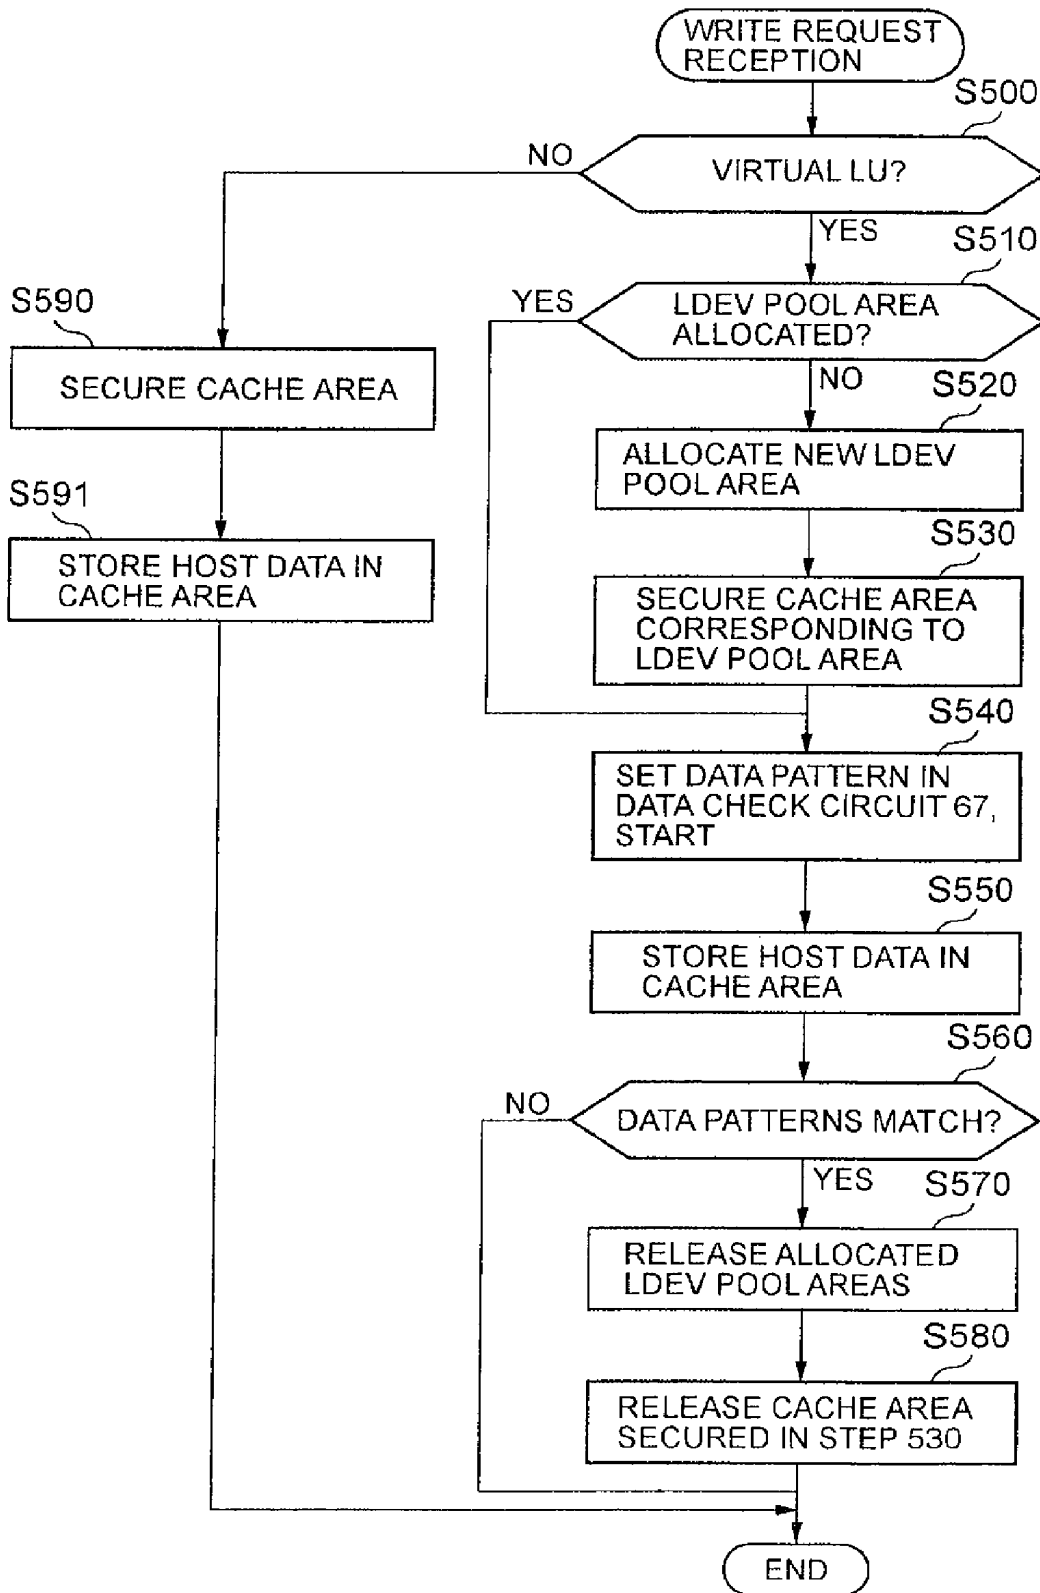 WRITE REQUEST
RECEPTION
S500
VIRTUAL LU?
NO
YES
S510
LDEV POOL AREA
ALLOCATED?
YES
NO
S590
SECURE CACHE AREA
S520
ALLOCATE NEW LDEV
POOL AREA
S591
STORE HOST DATA IN
CACHE AREA
S530
SECURE CACHE AREA
CORRESPONDING TO
LDEV POOL AREA
S540
SET DATA PATTERN IN
DATA CHECK CIRCUIT 67,
START
S550
STORE HOST DATA IN
CACHE AREA
S560
DATA PATTERNS MATCH?
NO
YES
S570
RELEASE ALLOCATED
LDEV POOL AREAS
S580
RELEASE CACHE AREA
SECURED IN STEP 530
END